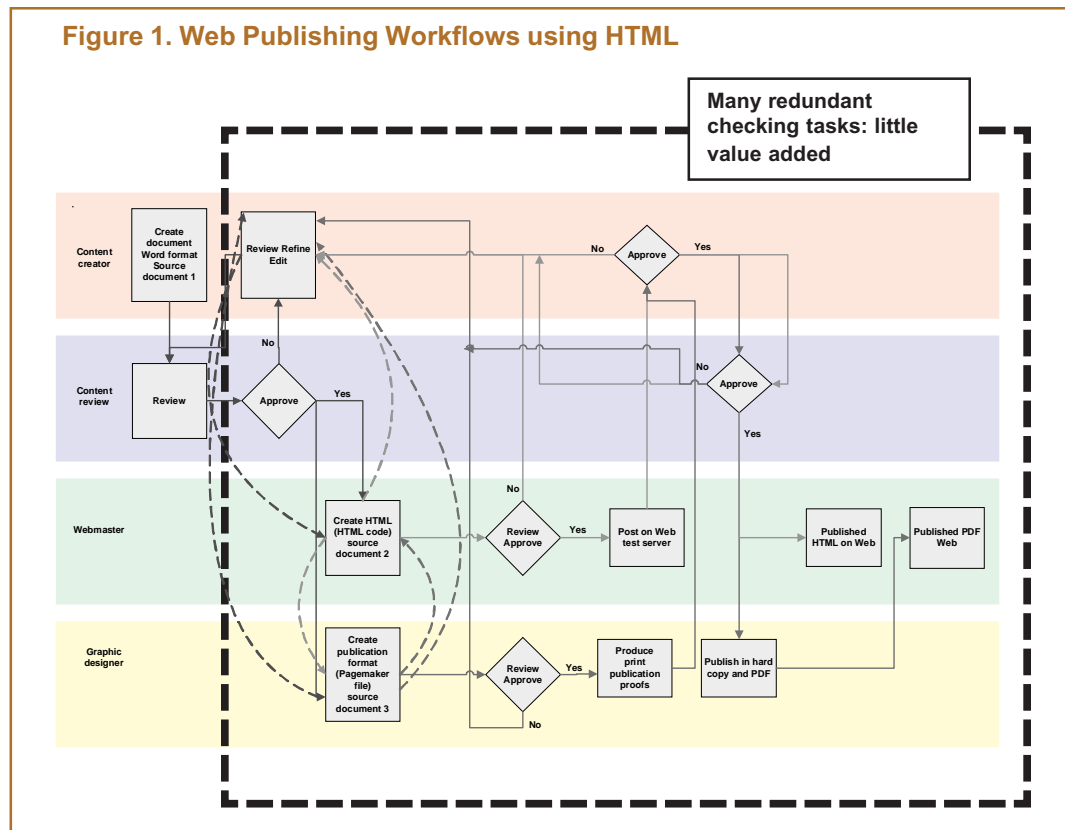 Figure 1. Web Publishing Workflows using HTML
Many redundant
checking tasks: little
value added
Content
creator
Create
document
Word format
Source
document 1
Review Refine
Edit
No
Approve
Yes
Content
review
Review
No
Approve
Yes
No
Approve
Yes
Webmaster
Create HTML
(HTML code)
source
document 2
No
Review
Approve
Yes
Post on Web
test server
Published
HTML on Web
Published PDF
Web
Graphic
designer
Create
publication
format
(Pagemaker
file)
source
document 3
Review
Approve
Yes
No
Produce
print
publication
proofs
Publish in hard
copy and PDF